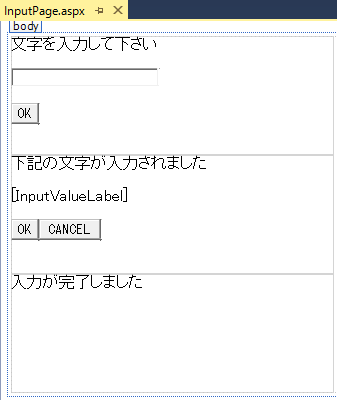 InputPage.aspx
body
文字を入力して下さい
OK
下記の文字が入力されました
[InputValueLabel]
OK CANCEL
入力が完了しました